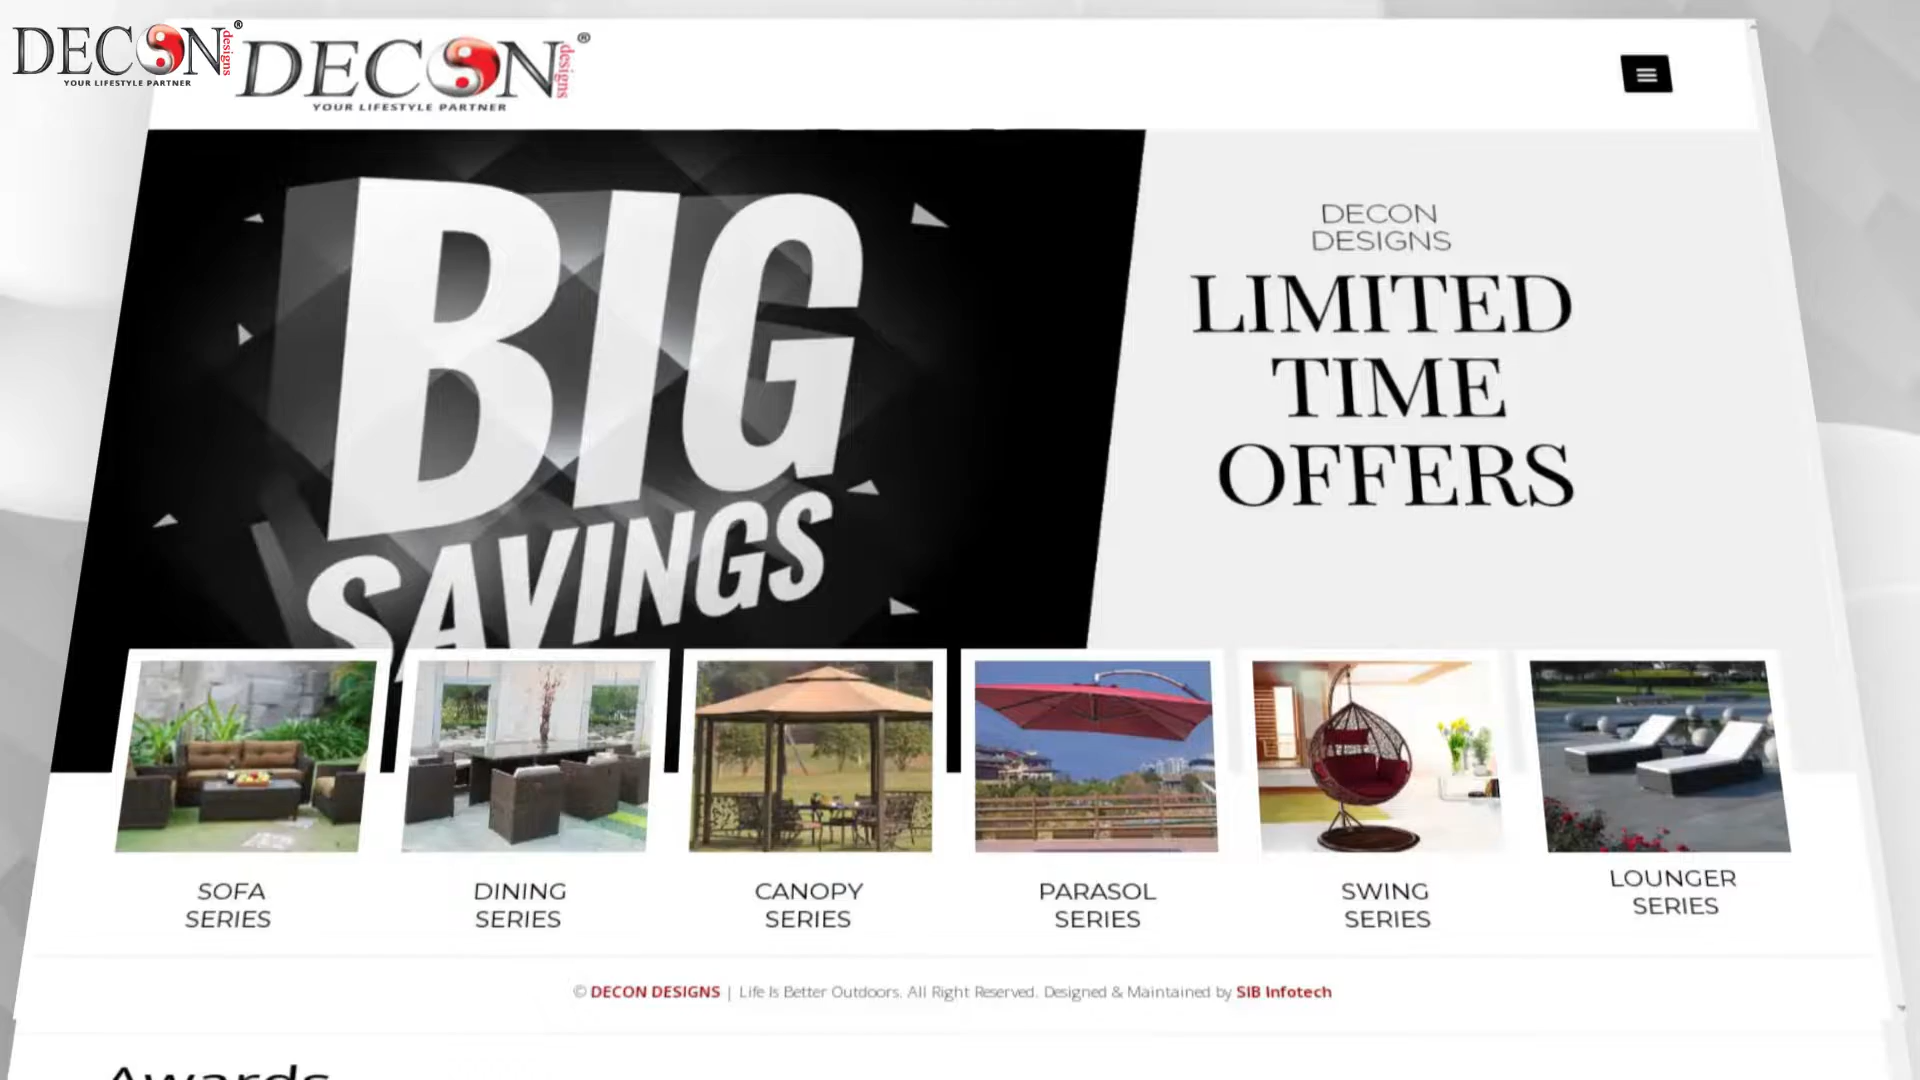 DECON®
designs
YOUR LIFESTYLE PARTNER
DECON®
designs
YOUR LIFESTYLE PARTNER
BIG
SAVINGS
DECON
DESIGNS
LIMITED
TIME
OFFERS
SOFA
SERIES
DINING
SERIES
CANOPY
SERIES
PARASOL
SERIES
SWING
SERIES
LOUNGER
SERIES
© DECON DESIGNS | Life Is Better Outdoors. All Right Reserved. Designed & Maintained by SIB Infotech
Awards